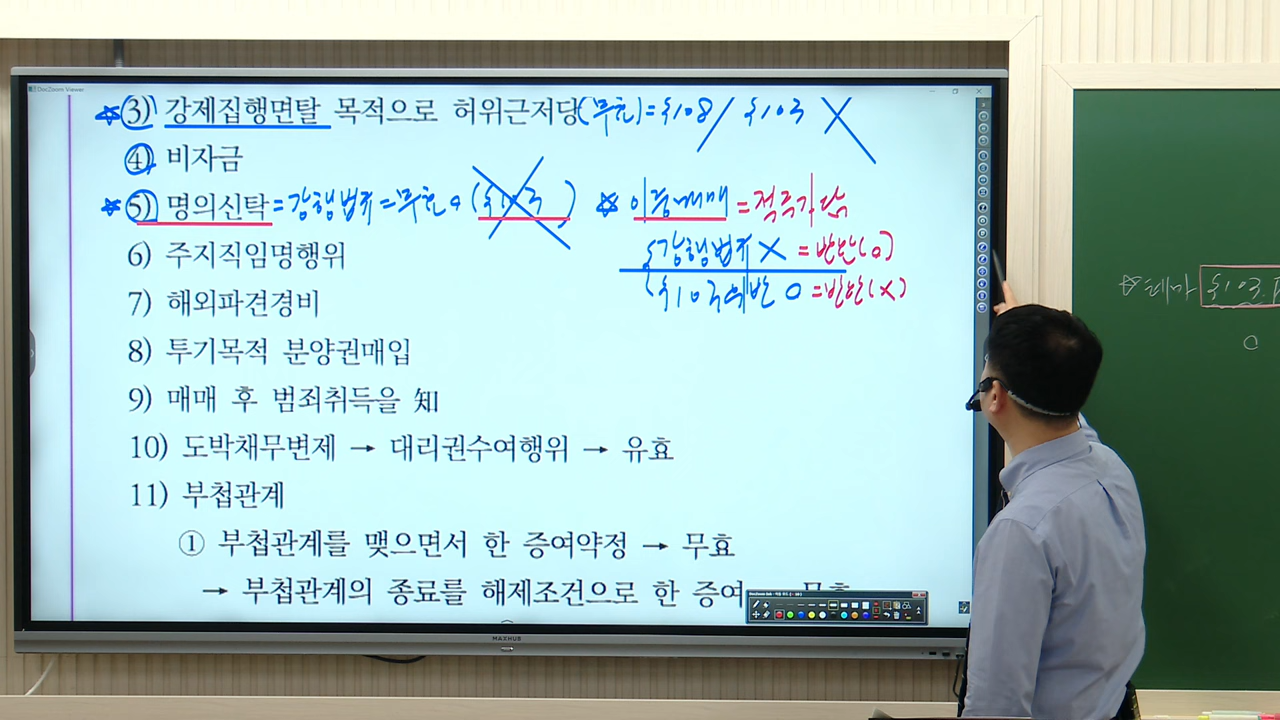 DocZoom Viewer
☆ 3) 강제집행면탈 목적으로 허위근저당(무효)=§108/ §103 X
4) 비자금
☆ 5) 명의신탁=강행법규=무효 (§103) ☆ 이중매매=적극가담
강행법규 X = 반환(O)
§103 위반 O = 반환(X)
6) 주지직임명행위
7) 해외파견경비
8) 투기목적 분양권매입
9) 매매 후 범죄취득을 知
10) 도박채무변제 → 대리권수여행위 → 유효
11) 부첩관계
① 부첩관계를 맺으면서 한 증여약정 → 무효
→ 부첩관계의 종료를 해제조건으로 한 증여
MAXHUB
☆ 테마 §103
O